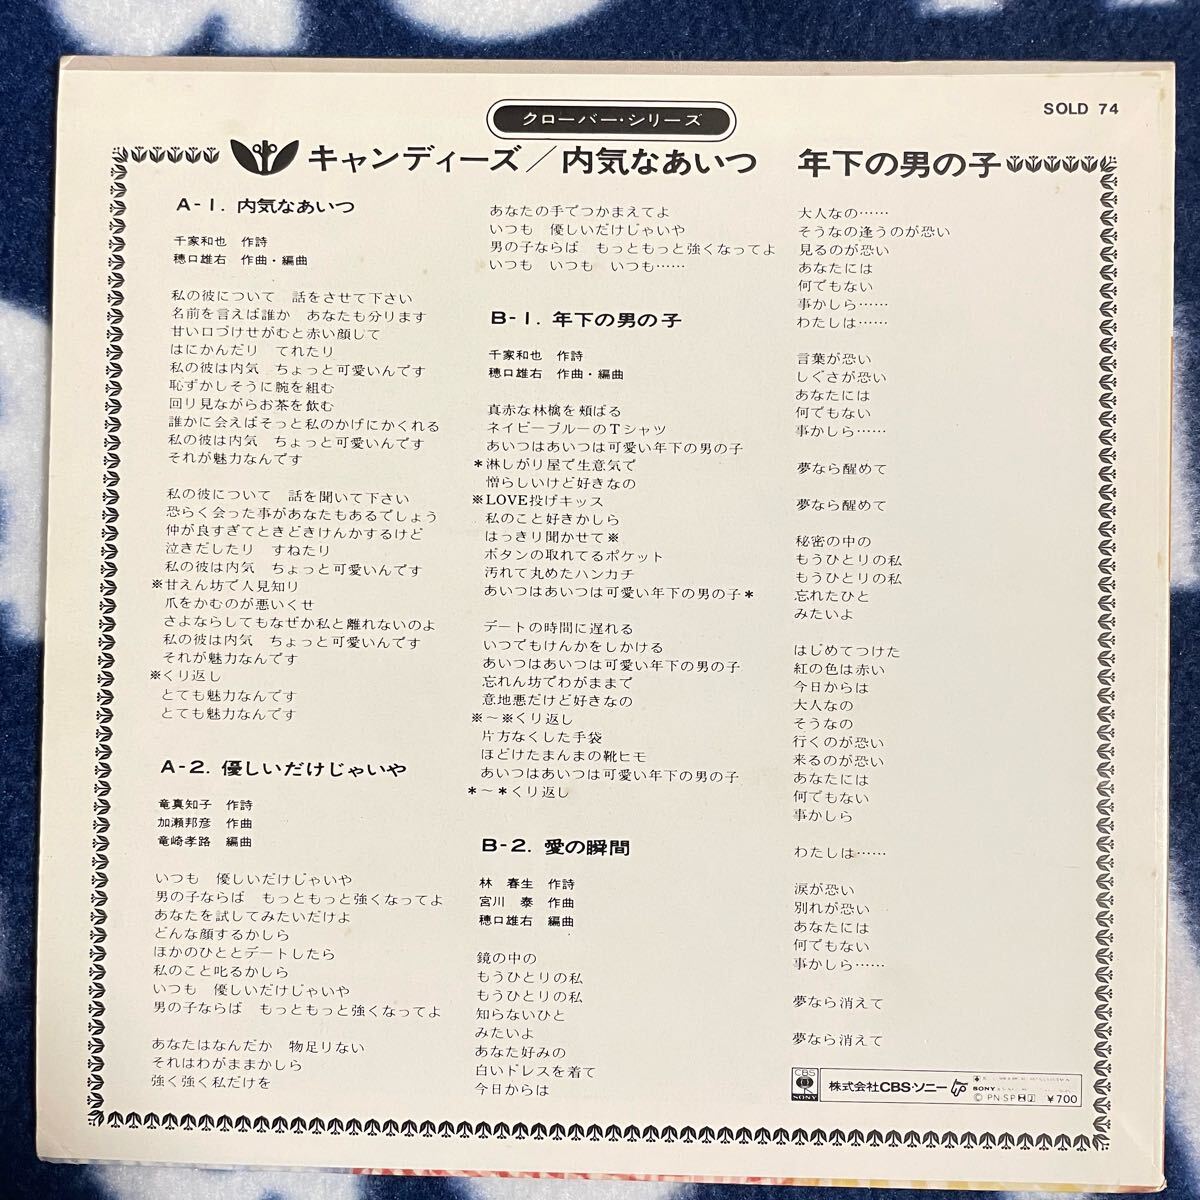 SOLD 74
クローバー・シリーズ
キャンディーズ／内気なあいつ 年下の男の子
A-1. 内気なあいつ
千家和也 作詩
穂口雄右 作曲・編曲
私の彼について 話をさせて下さい
名前を言えば誰か あなたも分ります
甘い口づけせがむと赤い顔して
はにかんだり てれたり
私の彼は内気 ちょっと可愛いんです
恥ずかしそうに腕を組む
回り見ながらお茶を飲む
誰かに会えばそっと私のかげにかくれる
私の彼は内気 ちょっと可愛いんです
それが魅力なんです
私の彼について 話を聞いて下さい
恐らく会った事があなたもあるでしょう
仲が良すぎてときどきけんかするけど
泣きだしたり すねたり
私の彼は内気 ちょっと可愛いんです
※甘えん坊で人見知り
爪をかむのが悪いくせ
さよならしてもなぜか私と離れないのよ
私の彼は内気 ちょっと可愛いんです
それが魅力なんです
※くり返し
とても魅力なんです
とても魅力なんです
A-2. 優しいだけじゃいや
竜真知子 作詩
加瀬邦彦 作曲
竜崎孝路 編曲
いつも 優しいだけじゃいや
男の子ならば もっともっと強くなってよ
あなたを試してみたいだけよ
どんな顔するかしら
ほかのひととデートしたら
私のこと叱るかしら
いつも 優しいだけじゃいや
男の子ならば もっともっと強くなってよ
あなたはなんだか 物足りない
それはわがままかしら
強く強く私だけを
あなたの手でつかまえてよ
いつも 優しいだけじゃいや
男の子ならば もっともっと強くなってよ
いつも いつも いつも……
B-1. 年下の男の子
千家和也 作詩
穂口雄右 作曲・編曲
真赤な林檎を頬ばる
ネイビーブルーのTシャツ
あいつはあいつは可愛い年下の男の子
*淋しがり屋で生意気で
憎らしいけど好きなの
※LOVE投げキッス
私のこと好きかしら
はっきり聞かせて※
ボタンの取れてるポケット
汚れて丸めたハンカチ
あいつはあいつは可愛い年下の男の子*
デートの時間に遅れる
いつでもけんかをしかける
あいつはあいつは可愛い年下の男の子
忘れん坊でわがままで
意地悪だけど好きなの
※～※くり返し
片方なくした手袋
ほどけたまんまの靴ヒモ
あいつはあいつは可愛い年下の男の子
*～*くり返し
B-2. 愛の瞬間
林 春生 作詩
宮川 泰 作曲
穂口雄右 編曲
鏡の中の
もうひとりの私
もうひとりの私
知らないひと
みたいよ
あなた好みの
白いドレスを着て
今日からは
大人なの……
そうなの逢うのが恐い
見るのが恐い
あなたには
何でもない
事かしら……
わたしは……
言葉が恐い
しぐさが恐い
あなたには
何でもない
事かしら……
夢なら醒めて
夢なら醒めて
秘密の中の
もうひとりの私
もうひとりの私
忘れたひと
みたいよ
はじめてつけた
紅の色は赤い
今日からは
大人なの
そうなの
行くのが恐い
来るのが恐い
あなたには
何でもない
事かしら
わたしは……
涙が恐い
別れが恐い
あなたには
何でもない
事かしら……
夢なら消えて
夢なら消えて
CBS
SONY
株式会社CBS・ソニー
SONY
Ⓒ PN・SP H J ¥700